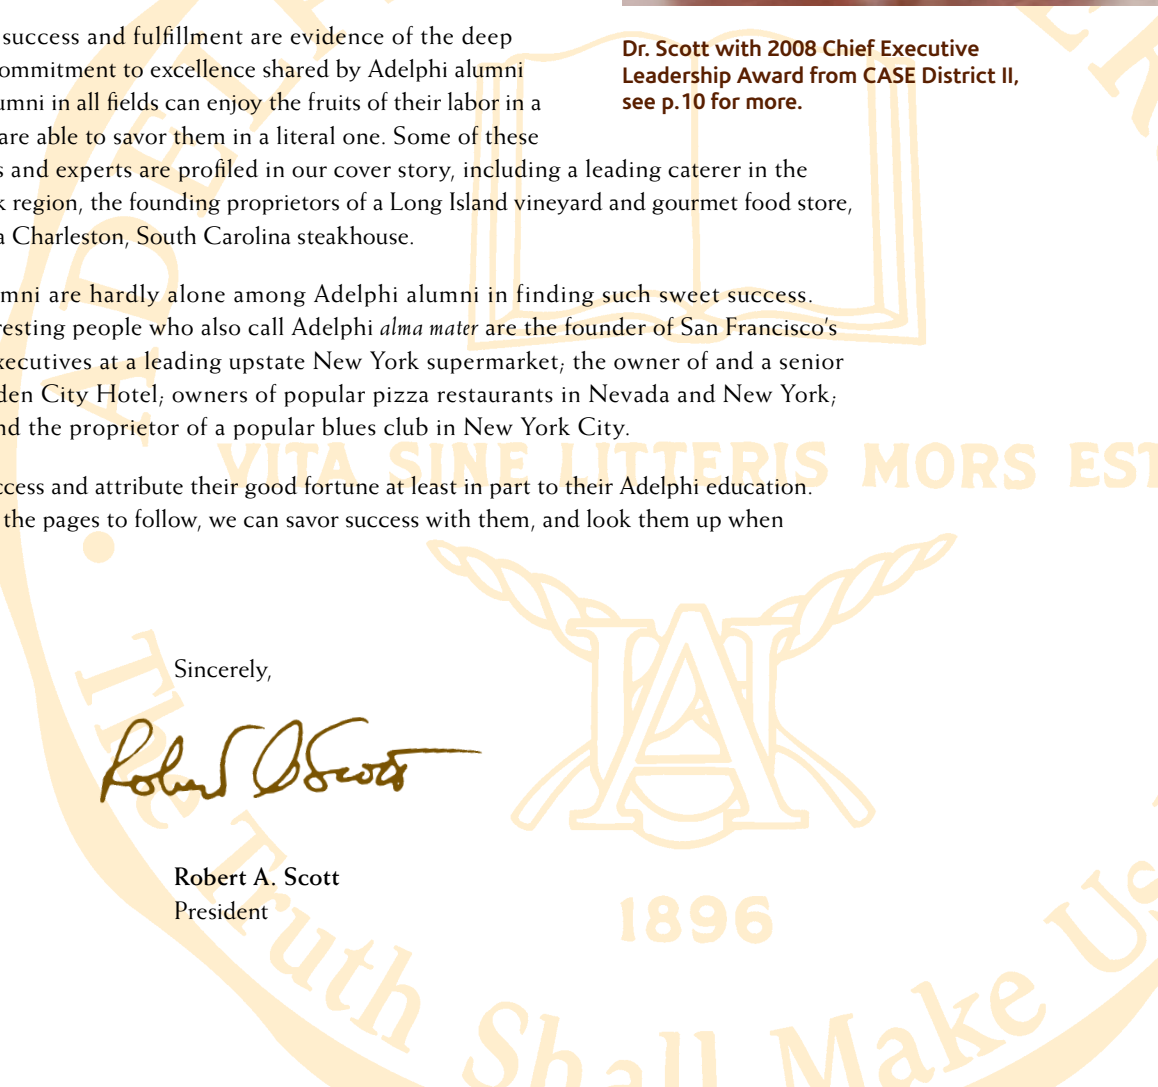 success and fulfillment are evidence of the deep
ommitment to excellence shared by Adelphi alumni
umni in all fields can enjoy the fruits of their labor in a
are able to savor them in a literal one. Some of these
s and experts are profiled in our cover story, including a leading caterer in the
k region, the founding proprietors of a Long Island vineyard and gourmet food store,
a Charleston, South Carolina steakhouse.
Dr. Scott with 2008 Chief Executive
Leadership Award from CASE District II,
see p.10 for more.
mni are hardly alone among Adelphi alumni in finding such sweet success.
resting people who also call Adelphi alma mater are the founder of San Francisco's
xecutives at a leading upstate New York supermarket; the owner of and a senior
den City Hotel; owners of popular pizza restaurants in Nevada and New York;
nd the proprietor of a popular blues club in New York City.
ccess and attribute their good fortune at least in part to their Adelphi education.
the pages to follow, we can savor success with them, and look them up when
Sincerely,
Robert A Scott
Robert A. Scott
President
VITA SINE LITTERIS MORS EST
1896
The Truth Shall Make Us